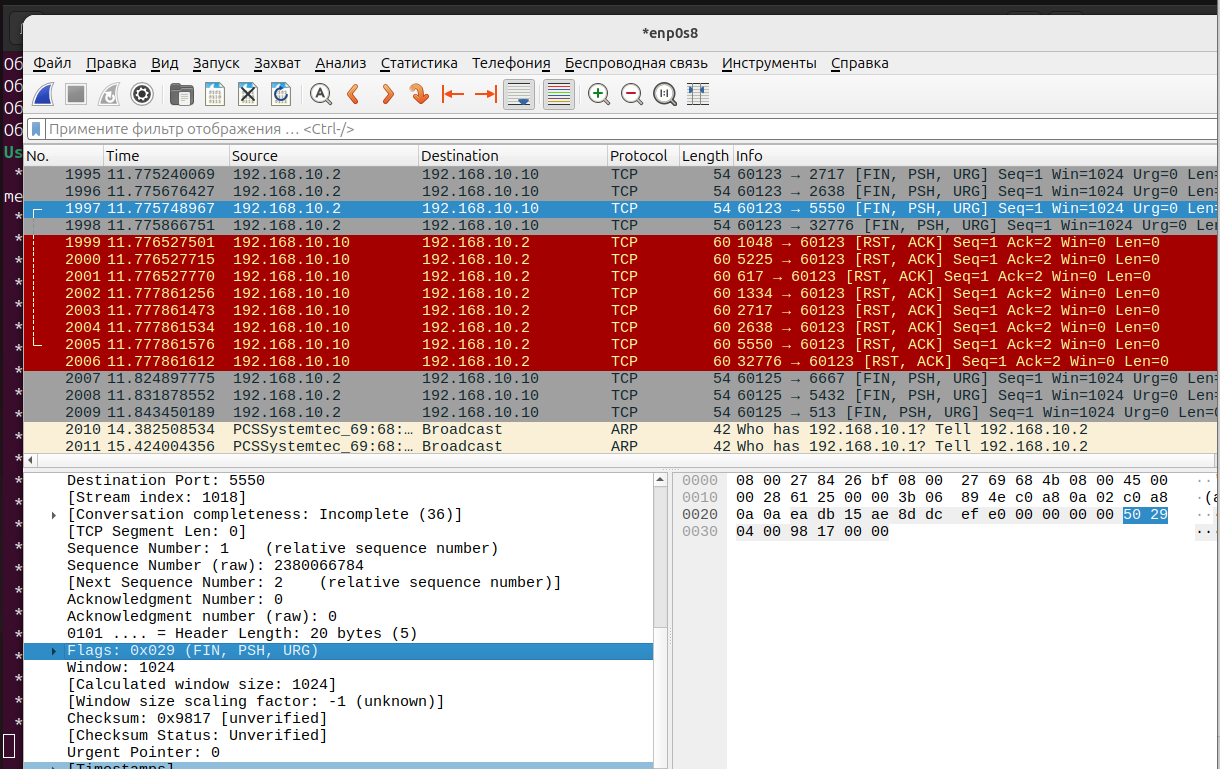 *enp0s8
Файл Правка Вид Запуск Захват Анализ Статистика Телефония Беспроводная связь Инструменты Справка
Примените фильтр отображения … <Ctrl-/>
No. Time Source Destination Protocol Length Info
1995 11.775240069 192.168.10.2 192.168.10.10 TCP 54 60123 → 2717 [FIN, PSH, URG] Seq=1 Win=1024 Urg=0 Len=
1996 11.775676427 192.168.10.2 192.168.10.10 TCP 54 60123 → 2638 [FIN, PSH, URG] Seq=1 Win=1024 Urg=0 Len=
1997 11.775748967 192.168.10.2 192.168.10.10 TCP 54 60123 → 5550 [FIN, PSH, URG] Seq=1 Win=1024 Urg=0 Len=
1998 11.775866751 192.168.10.2 192.168.10.10 TCP 54 60123 → 32776 [FIN, PSH, URG] Seq=1 Win=1024 Urg=0 Len
1999 11.776527501 192.168.10.10 192.168.10.2 TCP 60 1048 → 60123 [RST, ACK] Seq=1 Ack=2 Win=0 Len=0
2000 11.776527715 192.168.10.10 192.168.10.2 TCP 60 5225 → 60123 [RST, ACK] Seq=1 Ack=2 Win=0 Len=0
2001 11.776527770 192.168.10.10 192.168.10.2 TCP 60 617 → 60123 [RST, ACK] Seq=1 Ack=2 Win=0 Len=0
2002 11.777861256 192.168.10.10 192.168.10.2 TCP 60 1334 → 60123 [RST, ACK] Seq=1 Ack=2 Win=0 Len=0
2003 11.777861473 192.168.10.10 192.168.10.2 TCP 60 2717 → 60123 [RST, ACK] Seq=1 Ack=2 Win=0 Len=0
2004 11.777861534 192.168.10.10 192.168.10.2 TCP 60 2638 → 60123 [RST, ACK] Seq=1 Ack=2 Win=0 Len=0
2005 11.777861576 192.168.10.10 192.168.10.2 TCP 60 5550 → 60123 [RST, ACK] Seq=1 Ack=2 Win=0 Len=0
2006 11.777861612 192.168.10.10 192.168.10.2 TCP 60 32776 → 60123 [RST, ACK] Seq=1 Ack=2 Win=0 Len=0
2007 11.824897775 192.168.10.2 192.168.10.10 TCP 54 60125 → 6667 [FIN, PSH, URG] Seq=1 Win=1024 Urg=0 Len=
2008 11.831878552 192.168.10.2 192.168.10.10 TCP 54 60125 → 5432 [FIN, PSH, URG] Seq=1 Win=1024 Urg=0 Len=
2009 11.843450189 192.168.10.2 192.168.10.10 TCP 54 60125 → 513 [FIN, PSH, URG] Seq=1 Win=1024 Urg=0 Len=0
2010 14.382508534 PCSSystemtec_69:68:… Broadcast ARP 42 Who has 192.168.10.1? Tell 192.168.10.2
2011 15.424004356 PCSSystemtec_69:68:… Broadcast ARP 42 Who has 192.168.10.1? Tell 192.168.10.2
Destination Port: 5550
[Stream index: 1018]
[Conversation completeness: Incomplete (36)]
[TCP Segment Len: 0]
Sequence Number: 1 (relative sequence number)
Sequence Number (raw): 2380066784
[Next Sequence Number: 2 (relative sequence number)]
Acknowledgment Number: 0
Acknowledgment number (raw): 0
0101 .... = Header Length: 20 bytes (5)
Flags: 0x029 (FIN, PSH, URG)
Window: 1024
[Calculated window size: 1024]
[Window size scaling factor: -1 (unknown)]
Checksum: 0x9817 [unverified]
[Checksum Status: Unverified]
Urgent Pointer: 0
[Timestamps]
0000 08 00 27 84 26 bf 08 00 27 69 68 4b 08 00 45 00
0010 00 28 61 25 00 00 3b 06 89 4e c0 a8 0a 02 c0 a8 (a
0020 0a 0a ea db 15 ae 8d dc ef e0 00 00 00 00 50 29
0030 04 00 98 17 00 00